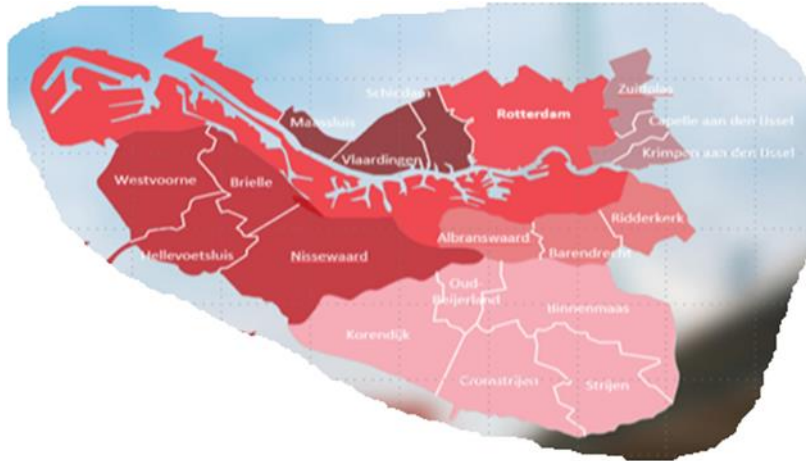 Zuidplas
Schiedam
Maassluis
Rotterdam
Capelle aan den IJssel
Vlaardingen
Krimpen aan den IJssel
Westvoorne
Brielle
Ridderkerk
Albranswaard
Barendrecht
Hellevoetsluis
Nissewaard
Oud-
Beijerland
Binnenmaas
Korendijk
Cromstrijen
Strijen